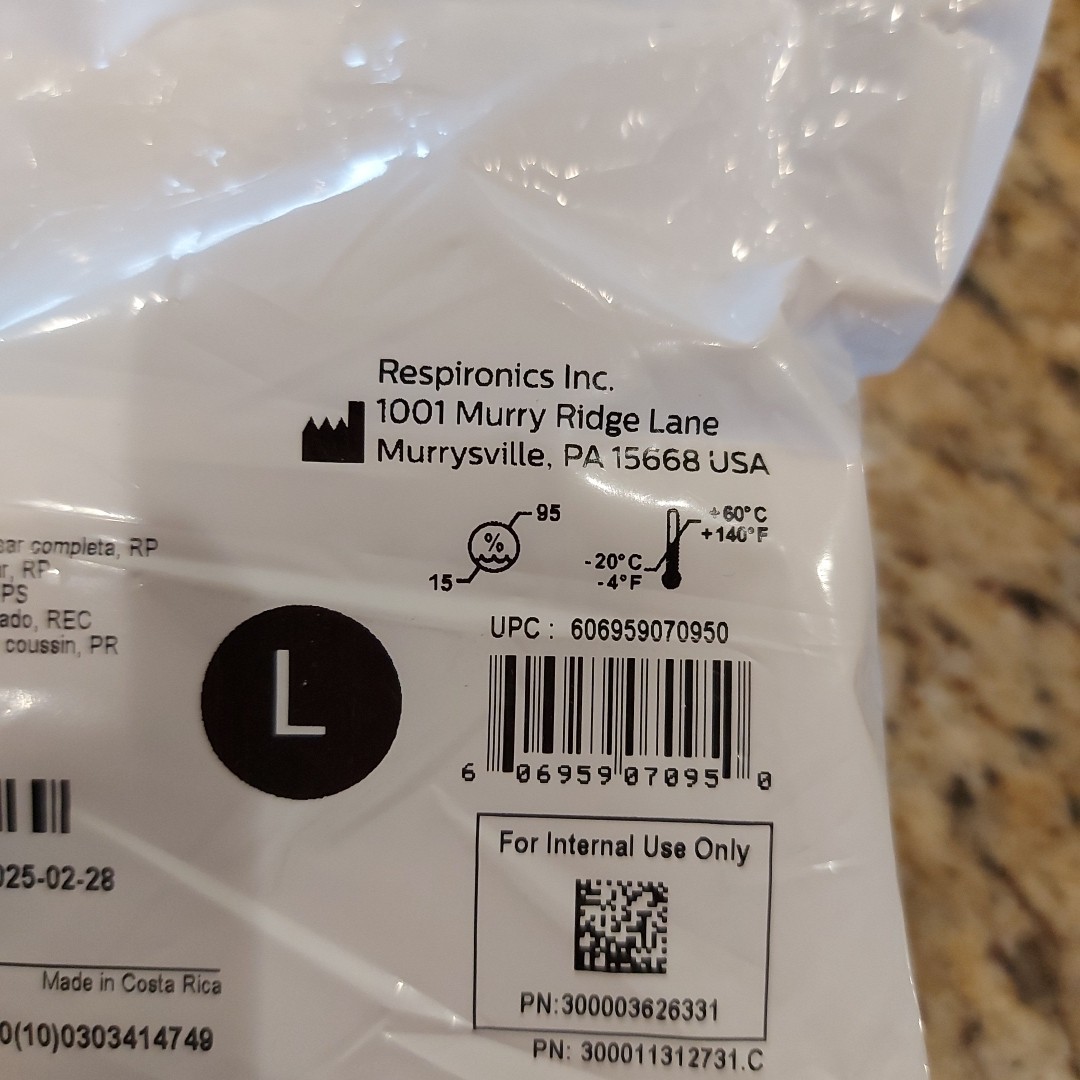 Respironics Inc.
1001 Murry Ridge Lane
Murrysville, PA 15668 USA
95
%
15
+60°C
+140°F
-20°C
-4°F
ar completa, RP
r, RP
PS
ado, REC
coussin, PR
L
UPC : 606959070950
6 06959 07095 0
025-02-28
For Internal Use Only
PN:300003626331
PN: 300011312731.C
Made in Costa Rica
0(10)0303414749